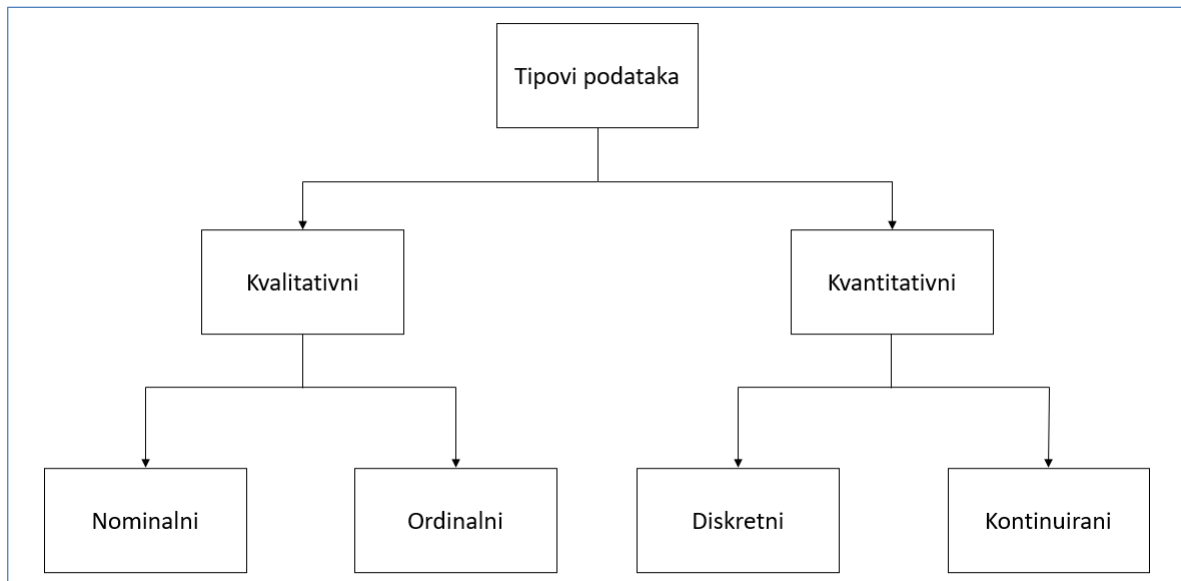 Tipovi podataka
Kvalitativni
Kvantitativni
Nominalni
Ordinalni
Diskretni
Kontinuirani